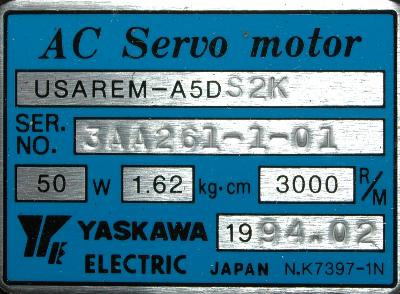 AC Servo motor
USAREM-A5DS2K
SER. NO. 3AA261-1-01
50 W 1.62 kg·cm 3000 R/M
YASKAWA 1994.02
ELECTRIC JAPAN N.K7397-1N